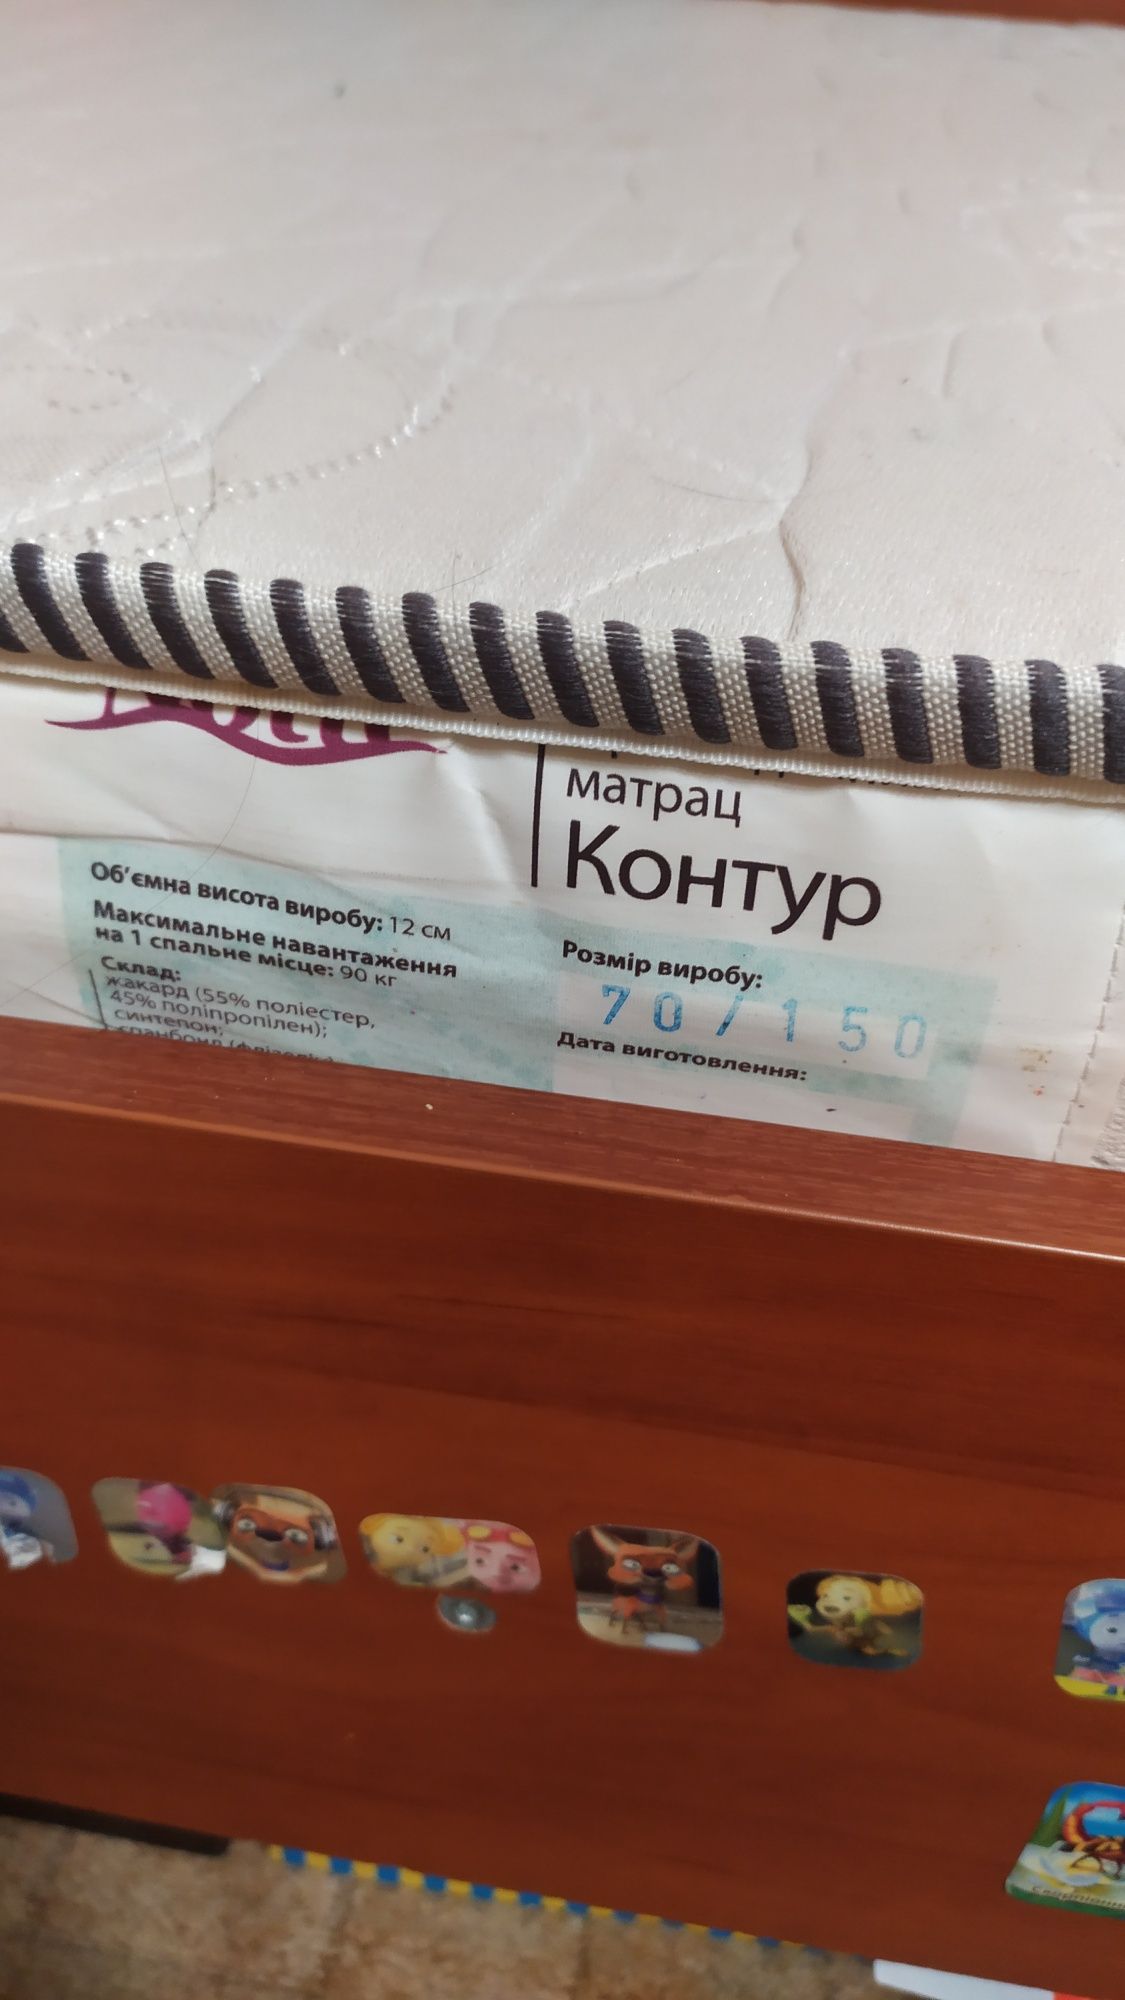 матрац
Контур
Об'ємна висота виробу: 12 см
Максимальне навантаження
на 1 спальне місце: 90 кг
Склад:
жакард (55% поліестер,
45% поліпропілен);
синтепон;
Розмір виробу:
70/150
Дата виготовлення: